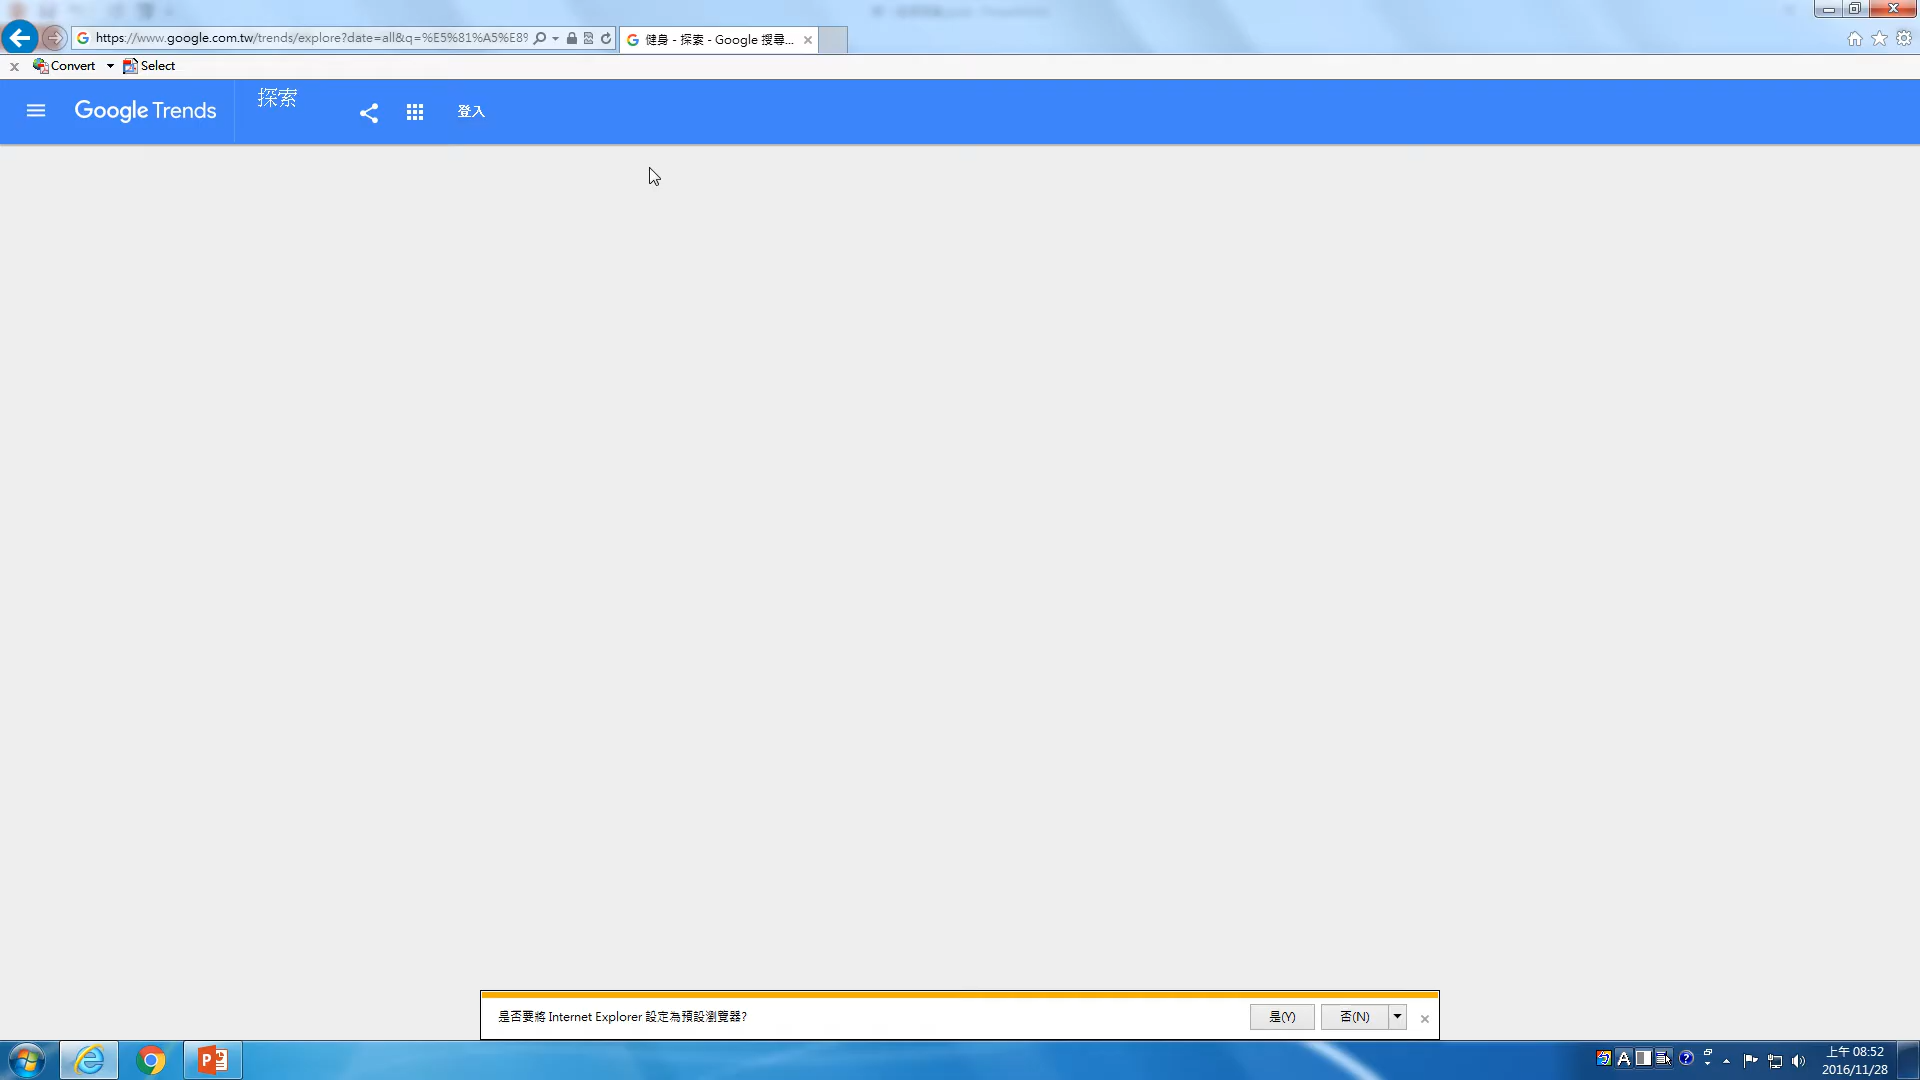 https://www.google.com.tw/trends/explore?date=all&q=%E5%81%A5%E8%
健身 - 探索 - Google 搜尋...
Convert
Select
Google Trends
探索
登入
是否要將 Internet Explorer 設定為預設瀏覽器?
是(Y)
否(N)
A
上午 08:52
2016/11/28